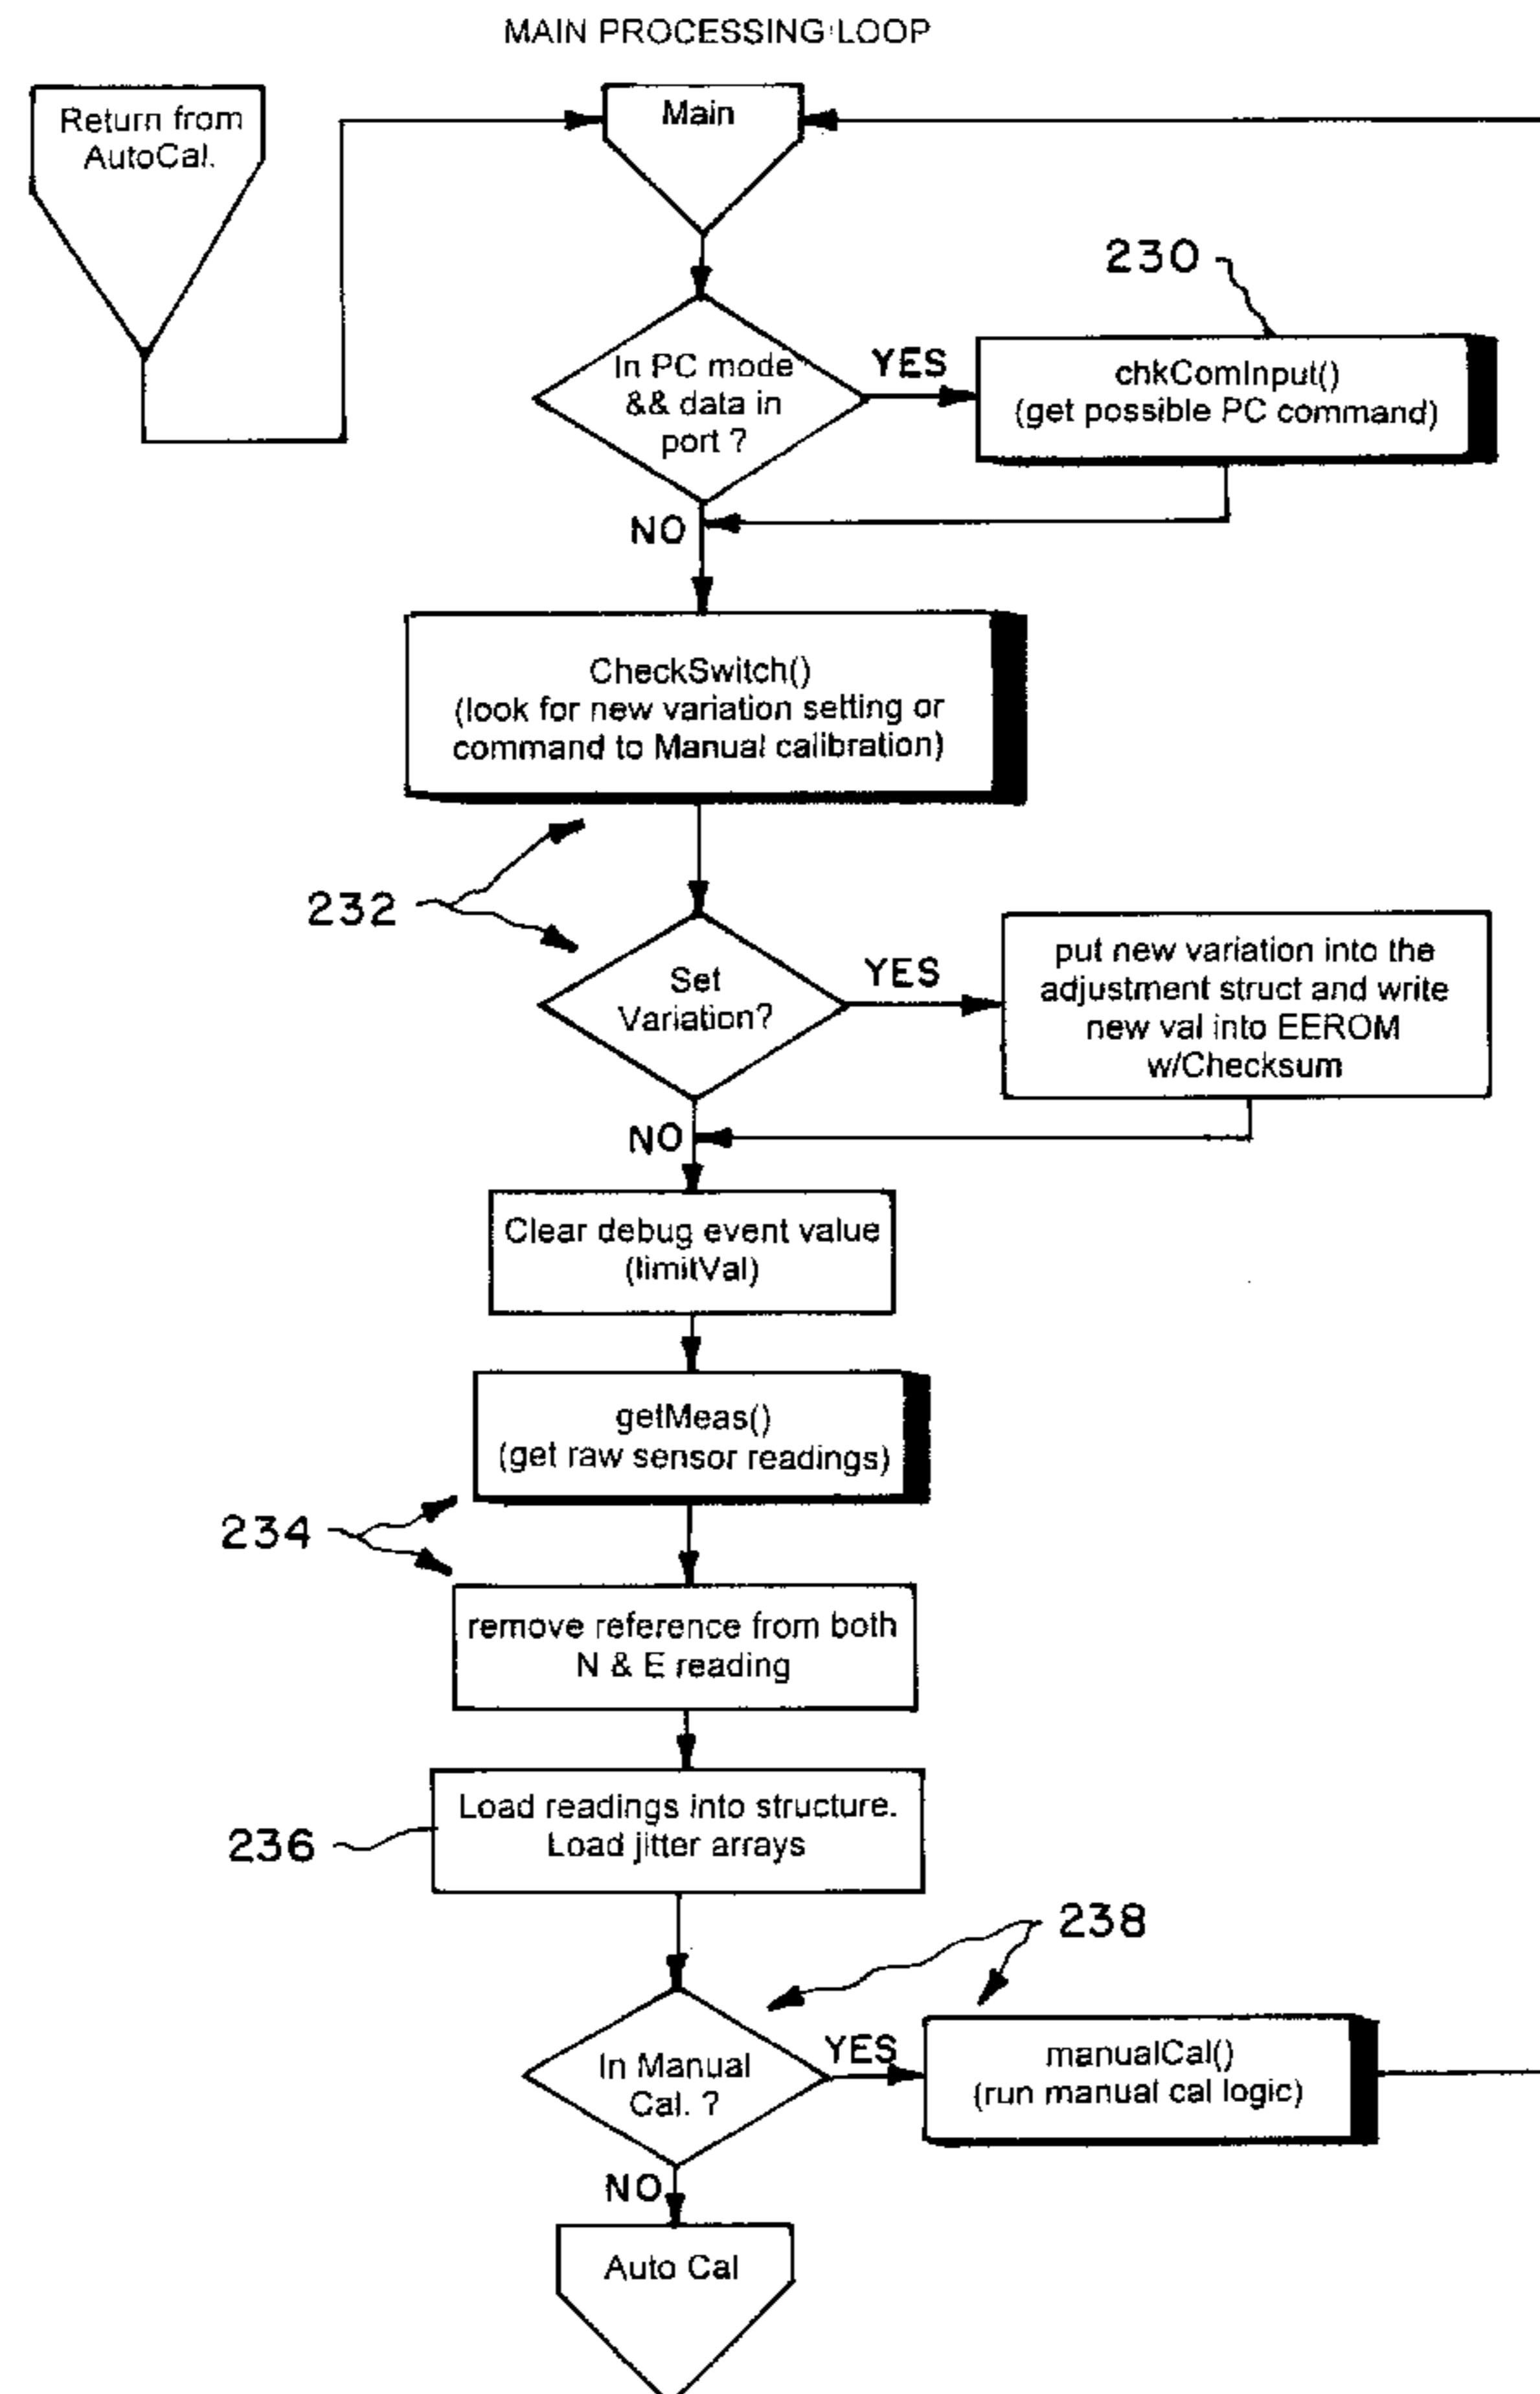 MAIN PROCESSING LOOP
Return from
AutoCal.
Main
230
In PC mode
&& data in
port ?
YES
chkComInput()
(get possible PC command)
NO
CheckSwitch()
(look for new variation setting or
command to Manual calibration)
232
Set
Variation?
YES
put new variation into the
adjustment struct and write
new val into EEROM
w/Checksum
NO
Clear debug event value
(limitVal)
getMeas()
(get raw sensor readings)
234
remove reference from both
N & E reading
Load readings into structure.
Load jitter arrays
236
238
In Manual
Cal. ?
YES
manualCal()
(run manual cal logic)
NO
Auto Cal